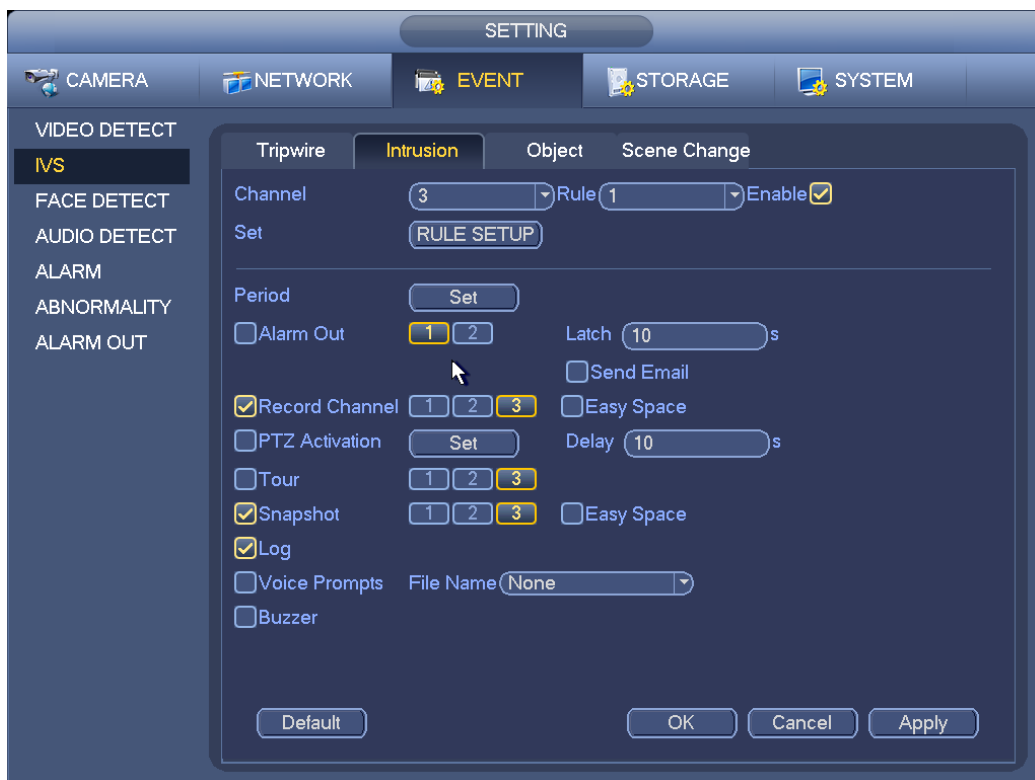 SETTING
CAMERA NETWORK EVENT STORAGE SYSTEM
VIDEO DETECT
IVS
FACE DETECT
AUDIO DETECT
ALARM
ABNORMALITY
ALARM OUT
Tripwire Intrusion Object Scene Change
Channel 3 Rule 1 Enable
Set RULE SETUP
Period Set
Alarm Out 1 2 Latch 10 s
Send Email
Record Channel 1 2 3 Easy Space
PTZ Activation Set Delay 10 s
Tour 1 2 3
Snapshot 1 2 3 Easy Space
Log
Voice Prompts File Name None
Buzzer
Default OK Cancel Apply